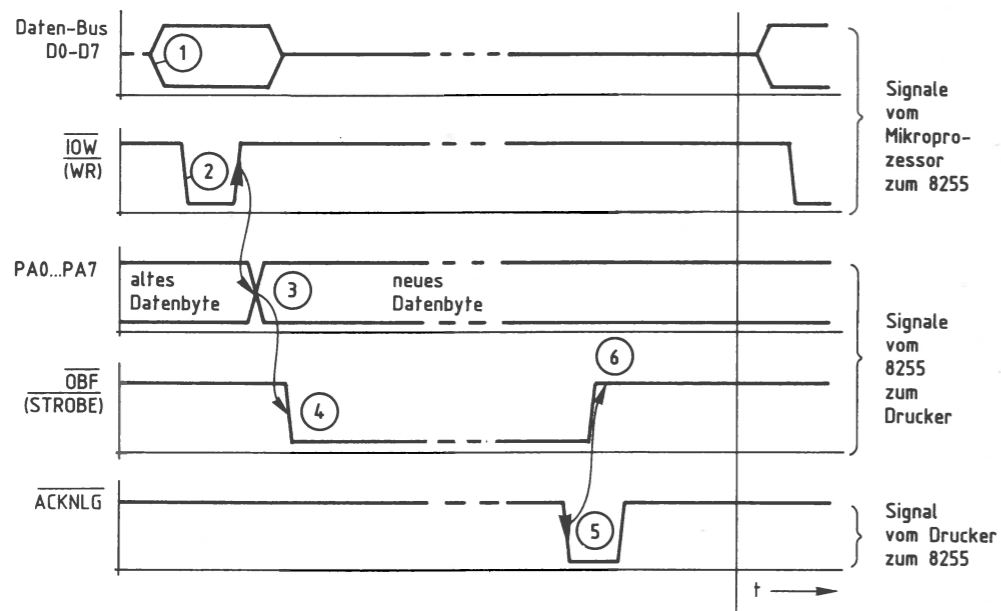 Daten-Bus
D0-D7
1
Signale
vom
Mikropro-
zessor
zum 8255
IOW
(WR)
2
PA0...PA7
altes
Datenbyte
3
neues
Datenbyte
Signale
vom
8255
zum
Drucker
OBF
(STROBE)
4
6
ACKNLG
5
Signal
vom Drucker
zum 8255
t